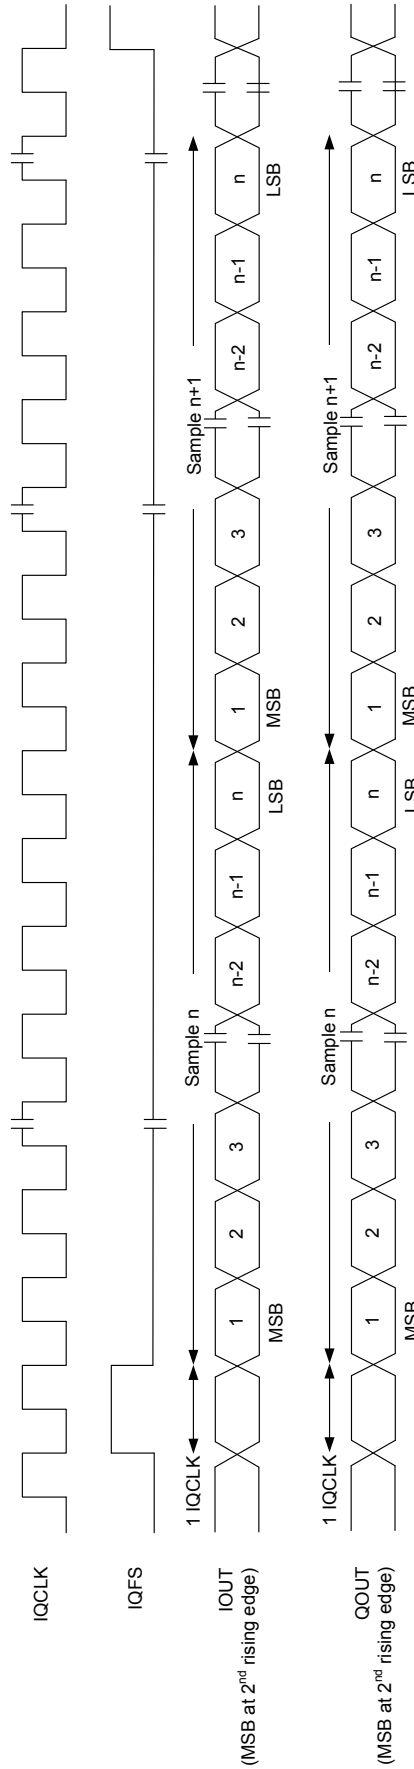 IQCLK
IQFS
1 IQCLK
Sample n
Sample n+1
IOUT
(MSB at 2nd rising edge)
1
2
3
n-2
n-1
n
1
2
3
n-2
n-1
n
MSB
LSB
MSB
LSB
1 IQCLK
Sample n
Sample n+1
QOUT
(MSB at 2nd rising edge)
1
2
3
n-2
n-1
n
1
2
3
n-2
n-1
n
MSB
LSB
MSB
LSB